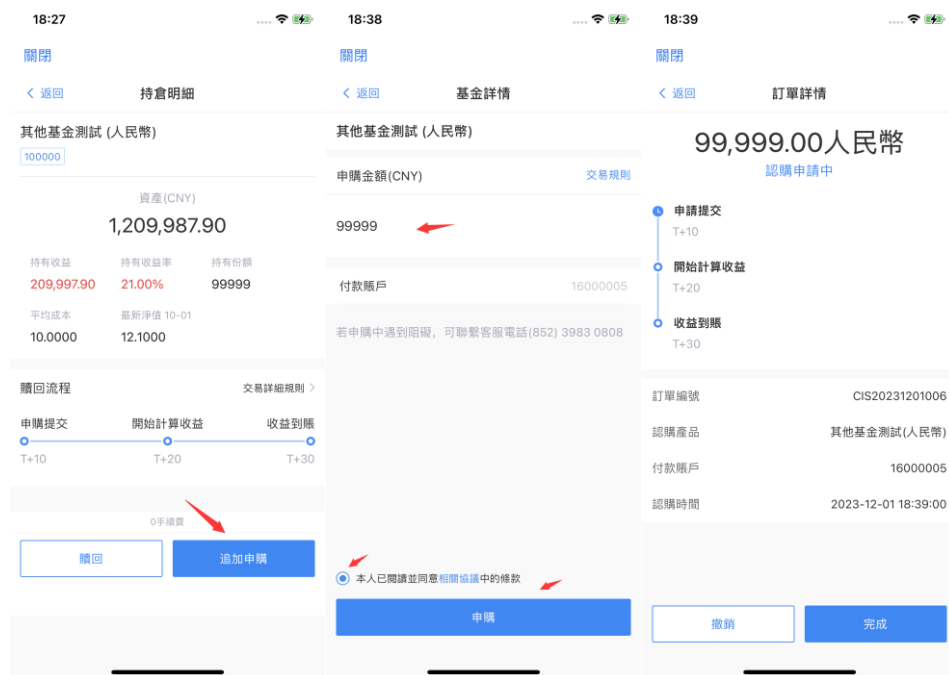 18:27
關閉
返回
持倉明細
其他基金測試 (人民幣)
100000
資產(CNY)
1,209,987.90
持有收益 持有收益率 持有份額
209,997.90 21.00% 99999
平均成本 最新淨值 10-01
10.0000 12.1000
贖回流程 交易詳細規則
申購提交 開始計算收益 收益到賬
T+10 T+20 T+30
0手續費
贖回 追加申購
18:38
關閉
返回
基金詳情
其他基金測試 (人民幣)
申購金額(CNY) 交易規則
99999
付款賬戶 16000005
若申購中遇到阻礙，可聯繫客服電話(852) 3983 0808
本人已閱讀並同意相關協議中的條款
申購
18:39
關閉
返回
訂單詳情
99,999.00人民幣
認購申請中
申請提交
T+10
開始計算收益
T+20
收益到賬
T+30
訂單編號 CIS20231201006
認購產品 其他基金測試(人民幣)
付款賬戶 16000005
認購時間 2023-12-01 18:39:00
撤銷 完成